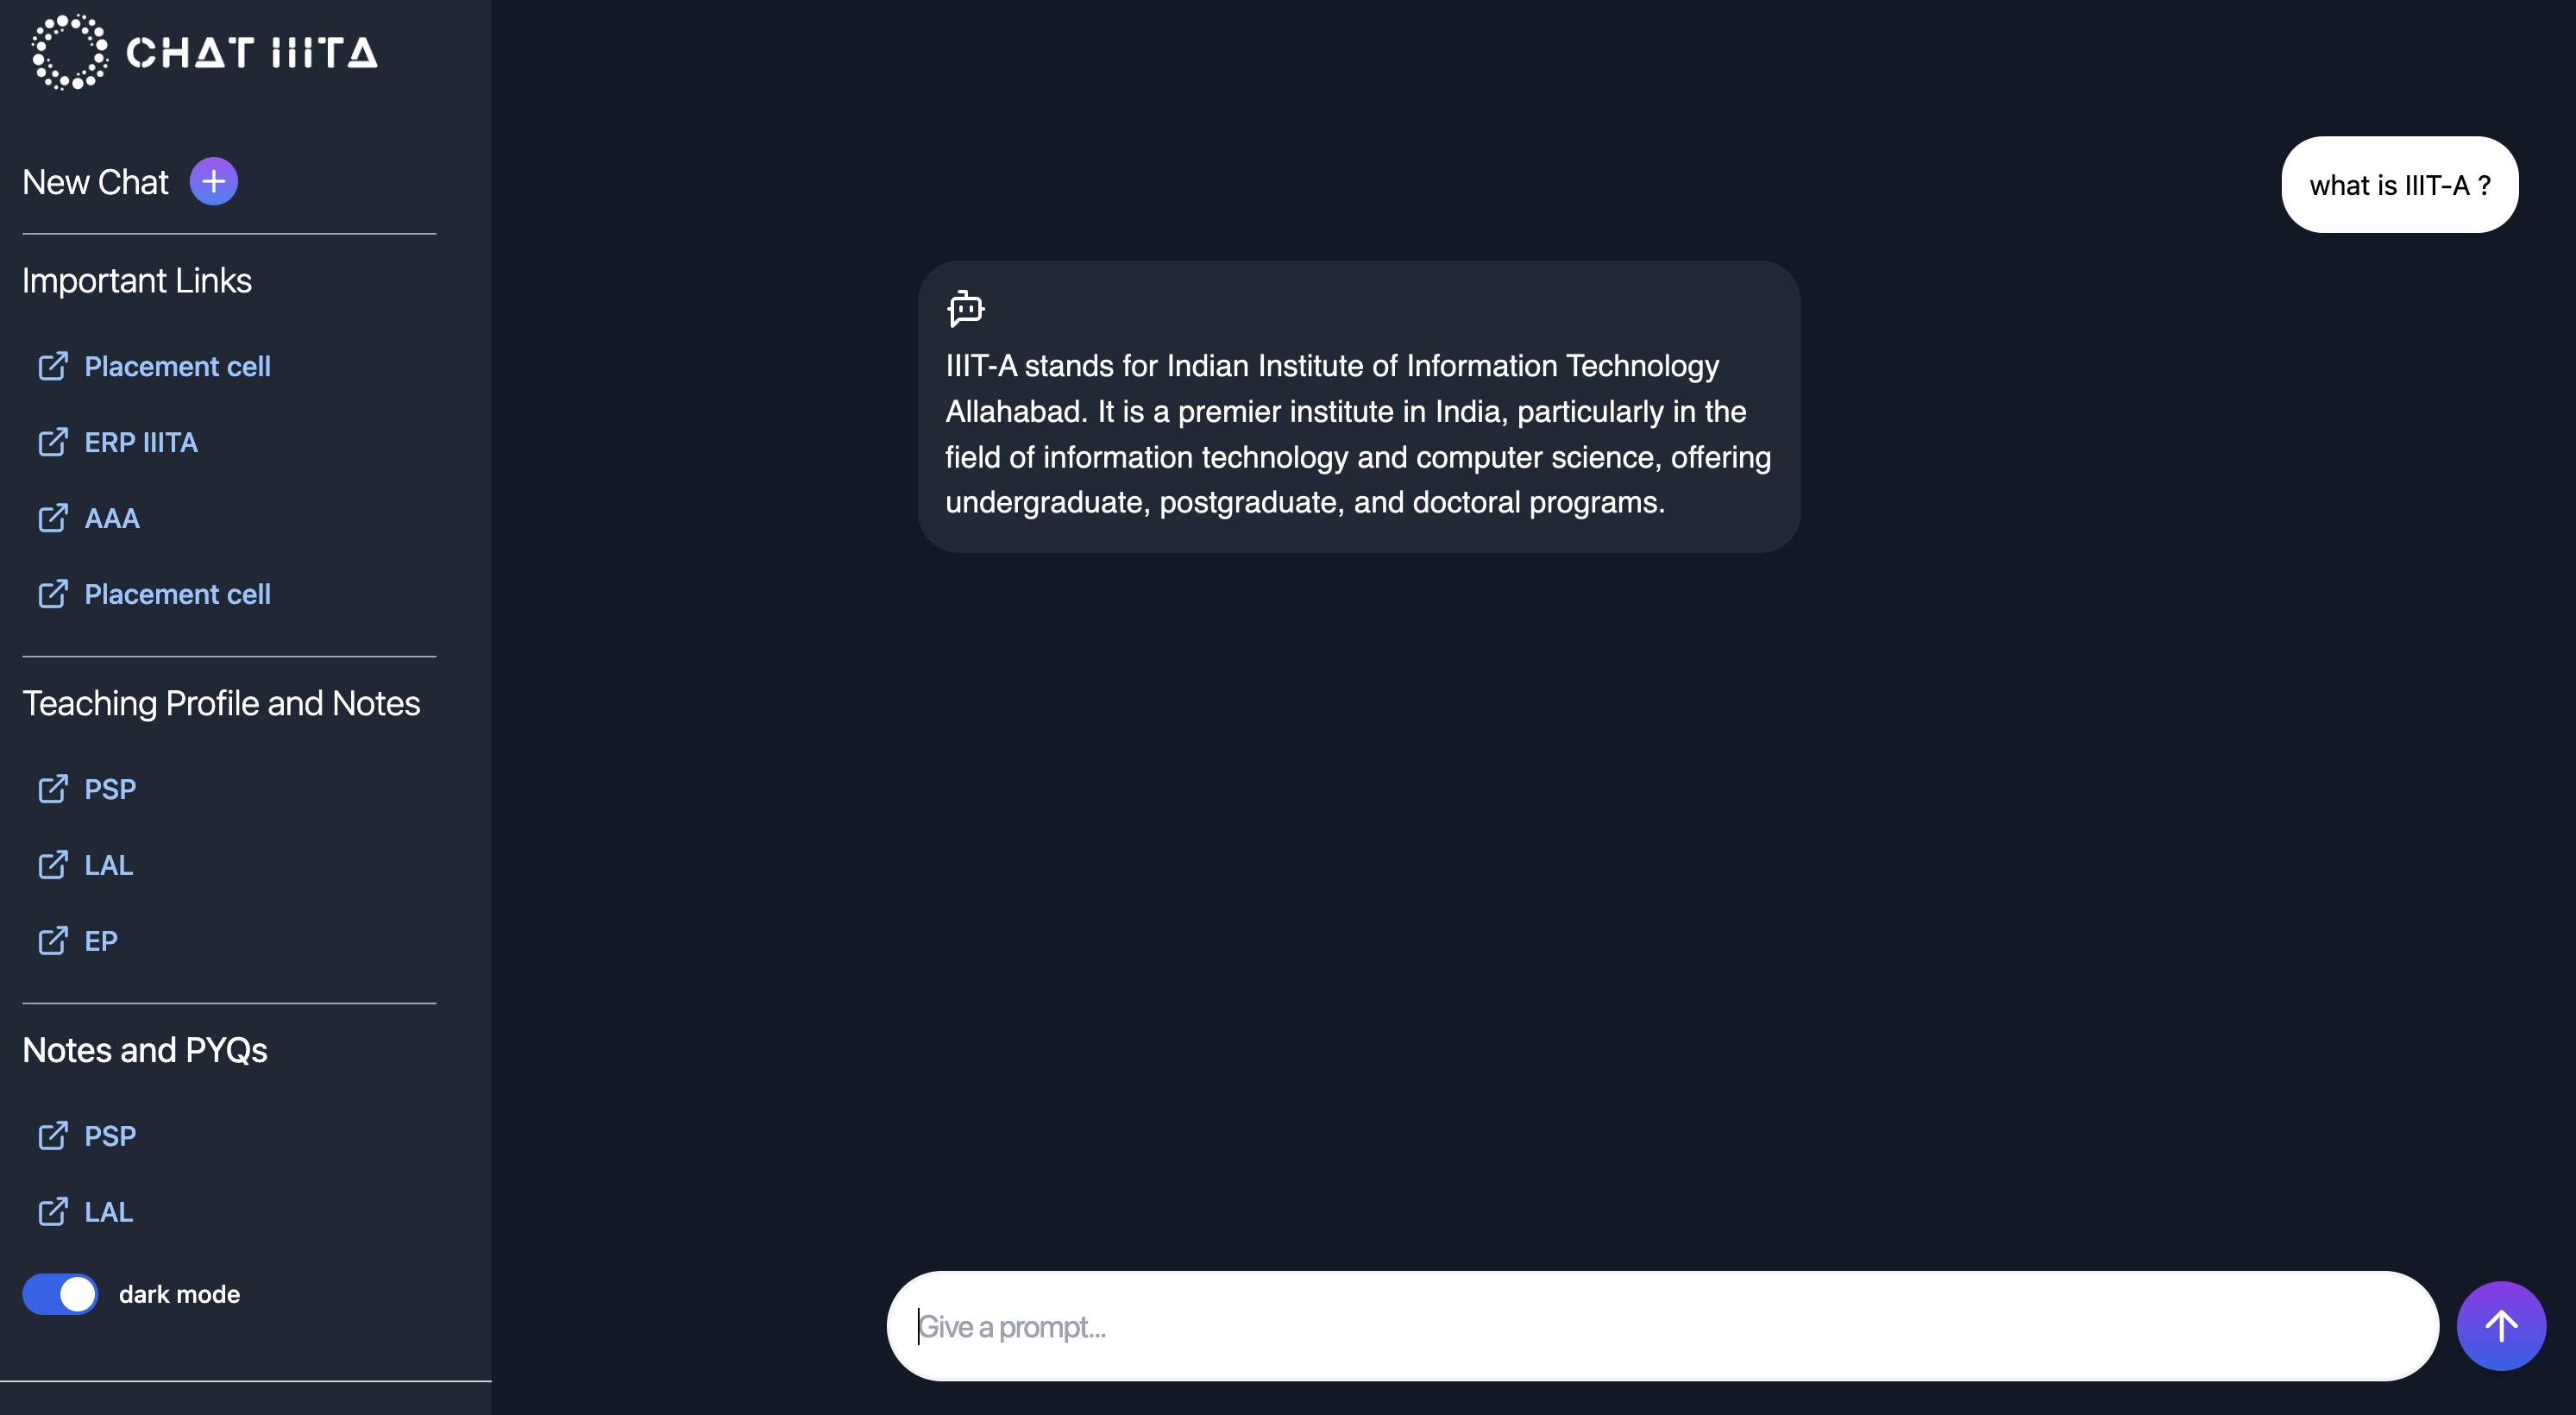 CHAT IIITA
New Chat
Important Links
Placement cell
ERP IIITA
AAA
Placement cell
Teaching Profile and Notes
PSP
LAL
EP
Notes and PYQs
PSP
LAL
dark mode
what is IIIT-A ?
IIIT-A stands for Indian Institute of Information Technology
Allahabad. It is a premier institute in India, particularly in the
field of information technology and computer science, offering
undergraduate, postgraduate, and doctoral programs.
Give a prompt...